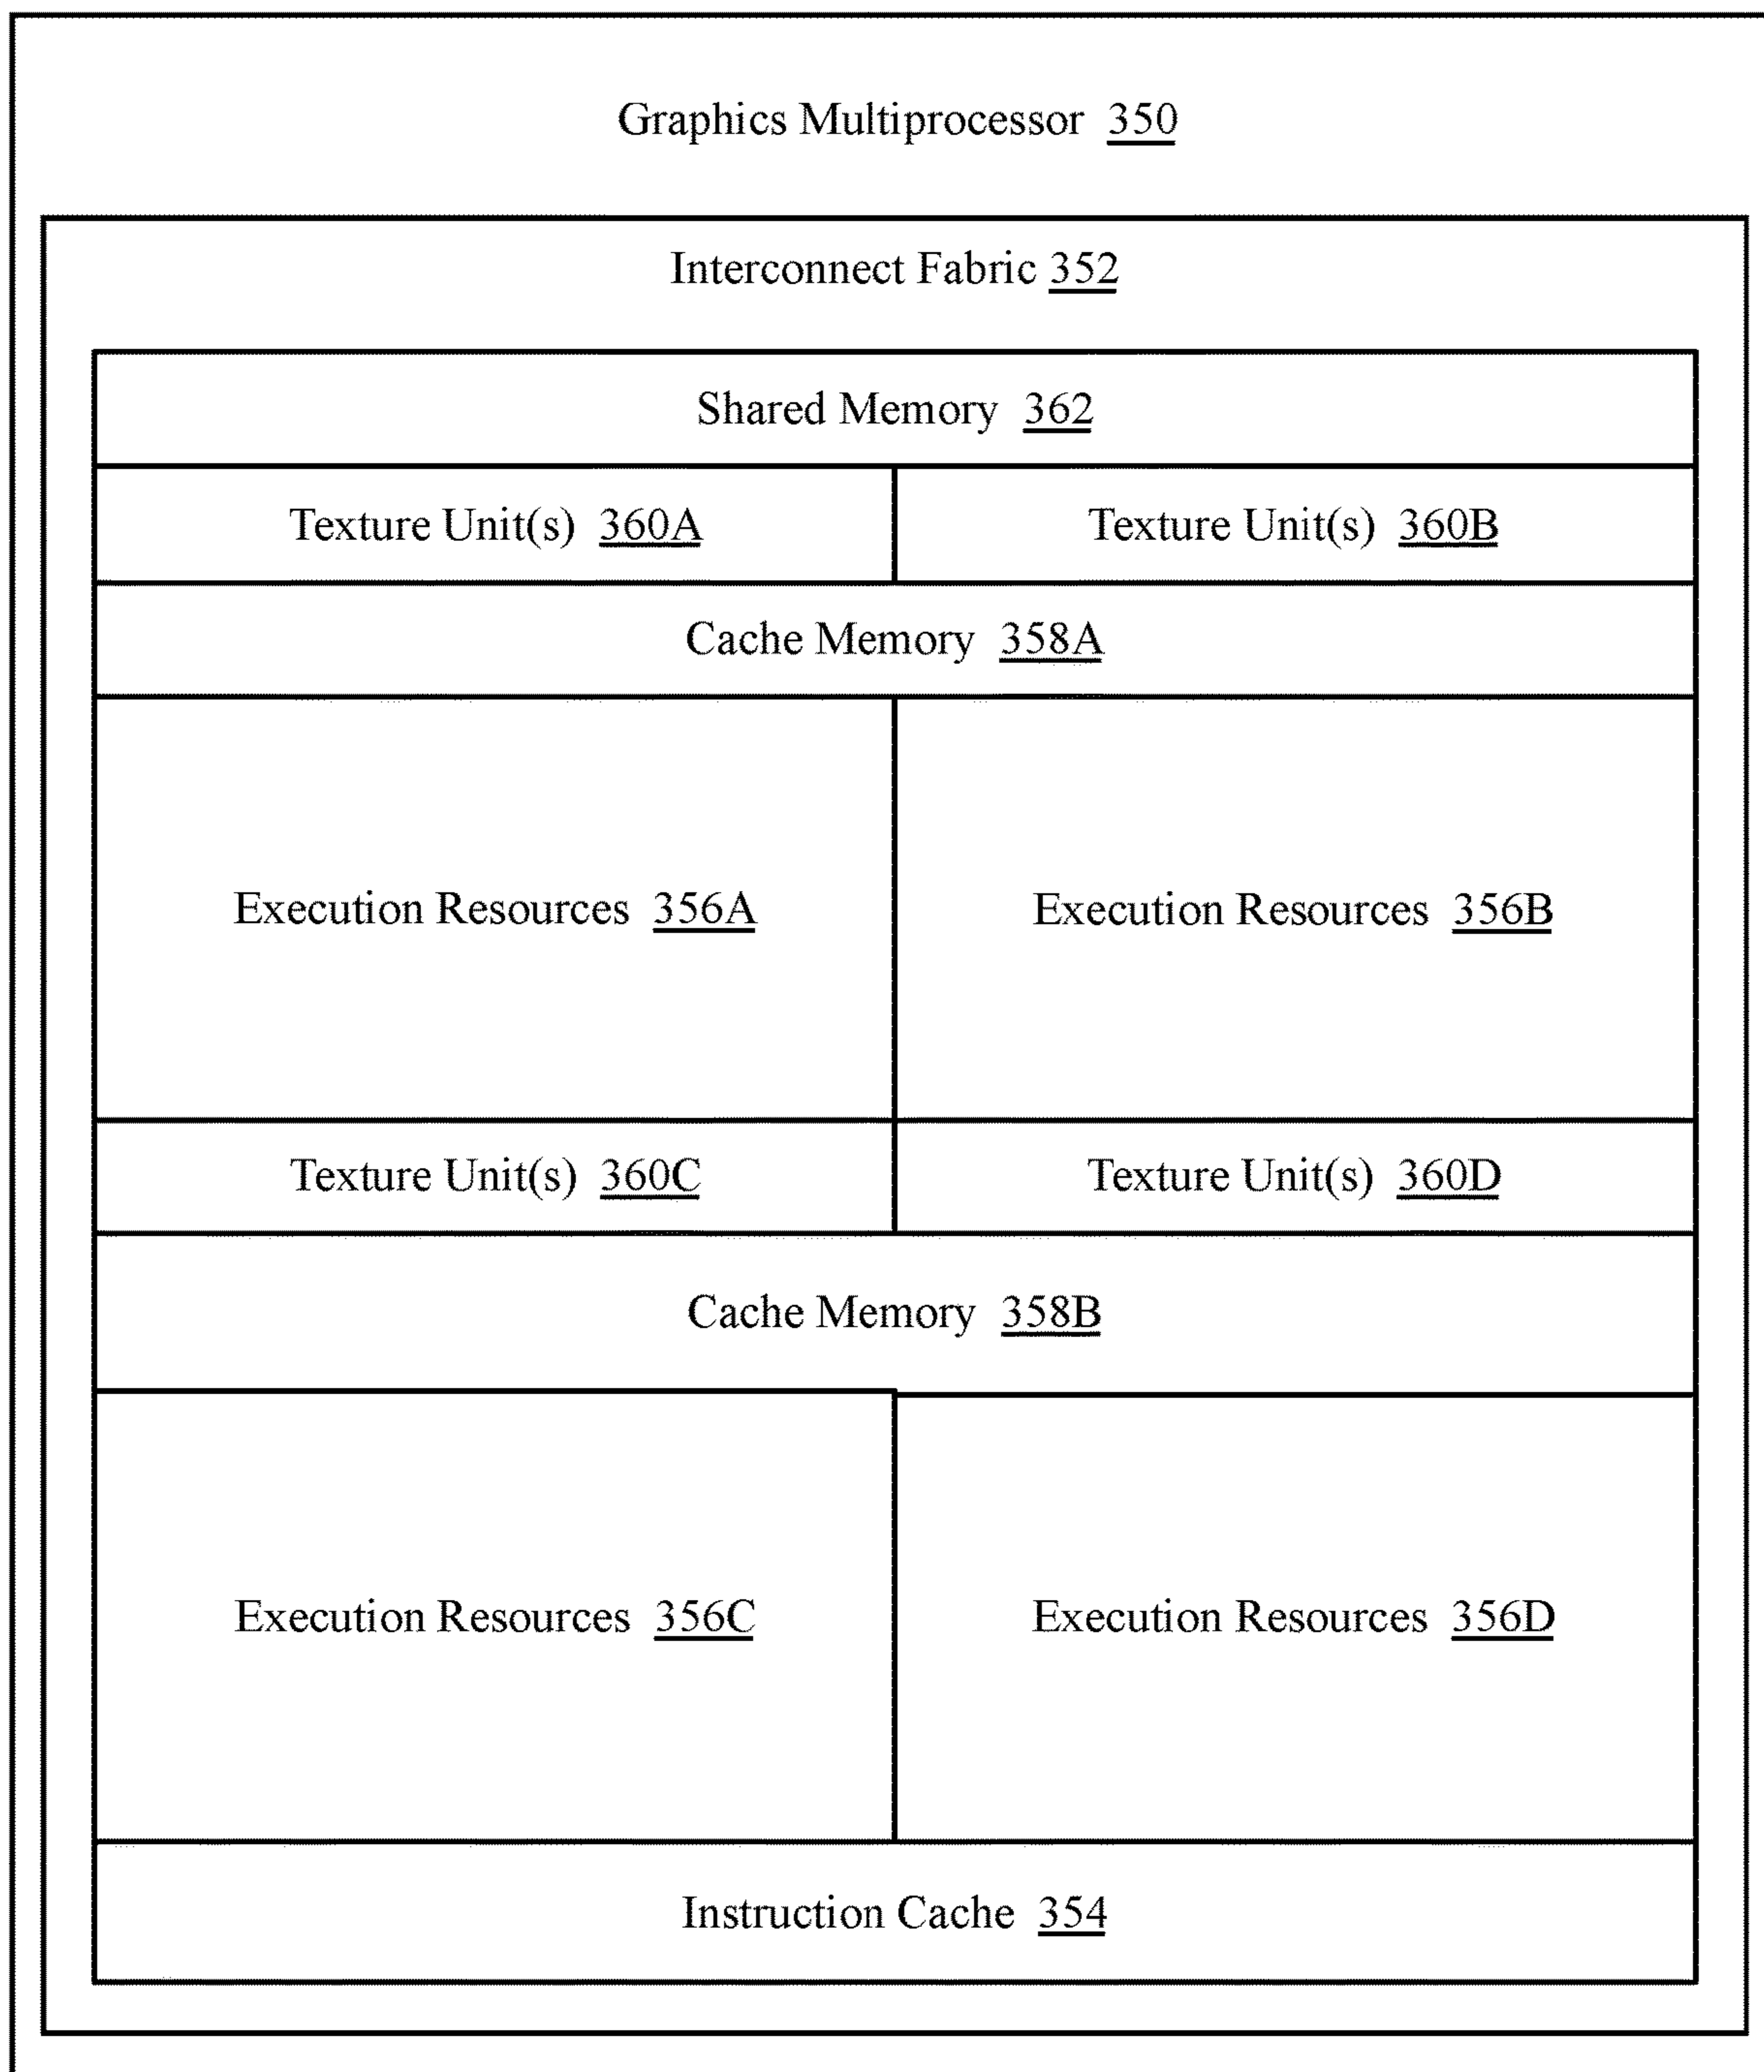 Graphics Multiprocessor 350
Interconnect Fabric 352
Shared Memory 362
Texture Unit(s) 360A
Texture Unit(s) 360B
Cache Memory 358A
Execution Resources 356A
Execution Resources 356B
Texture Unit(s) 360C
Texture Unit(s) 360D
Cache Memory 358B
Execution Resources 356C
Execution Resources 356D
Instruction Cache 354